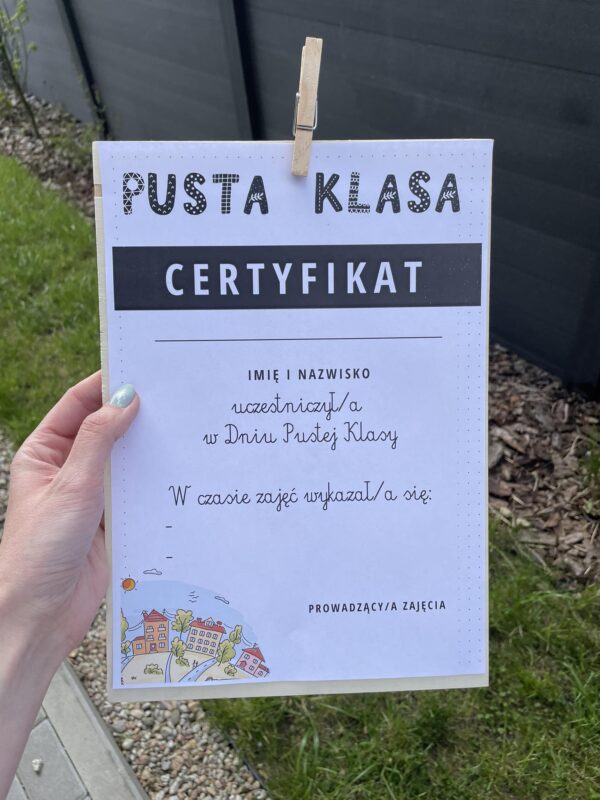 PUSTA KLASA
CERTYFIKAT
IMIĘ I NAZWISKO
uczestniczył/a
w Dniu Pustej Klasy
W czasie zajęć wykazał/a się:
-
-
PROWADZĄCY/A ZAJĘCIA